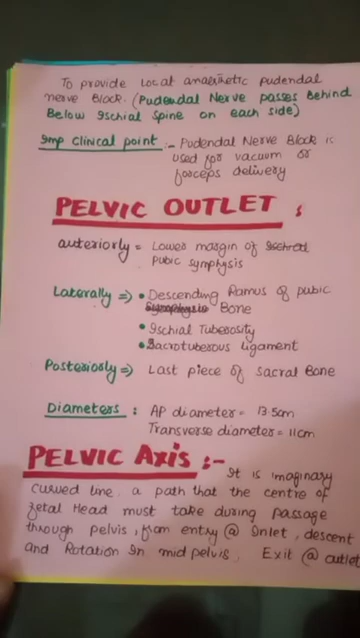 To provide Local anaesthetic pudendal
nerve Block. (Pudendal Nerve passes Behind
Below Ischial Spine on each side)
Imp Clinical point :- Pudendal Nerve Block is
used for vacuum or
forceps delivery
PELVIC OUTLET :
anteriorly = Lower margin of
pubic symphysis
Laterally => • Descending Ramus of pubic
Bone
• Ischial Tuberosity
• Sacrotuberous ligament
Posteriorly => Last piece of sacral Bone
Diameters : AP diameter = 13.5cm
Transverse diameter = 11cm
PELVIC AXIS :-
It is imaginary
curved line. a path that the centre of
fetal Head must take during passage
through pelvis, from entry @ Inlet, descent
and Rotation in mid pelvis, Exit @ outlet